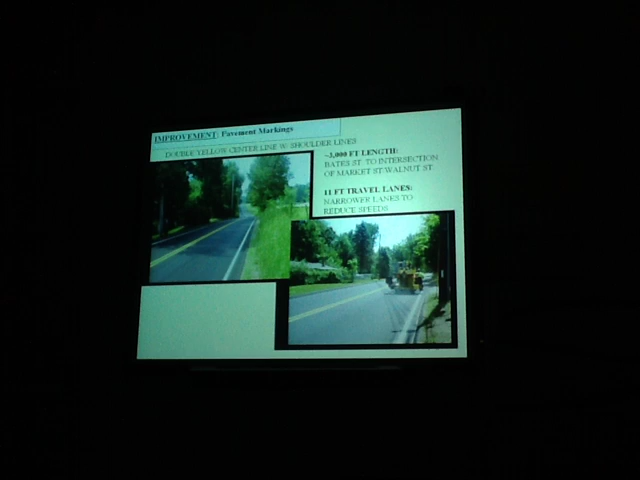 IMPROVEMENT: Pavement Markings
DOUBLE YELLOW CENTER LINE W/ SHOULDER LINES
~3,000 FT LENGTH:
BATES ST. TO INTERSECTION
OF MARKET ST/WALNUT ST
11 FT TRAVEL LANES:
NARROWER LANES TO
REDUCE SPEEDS